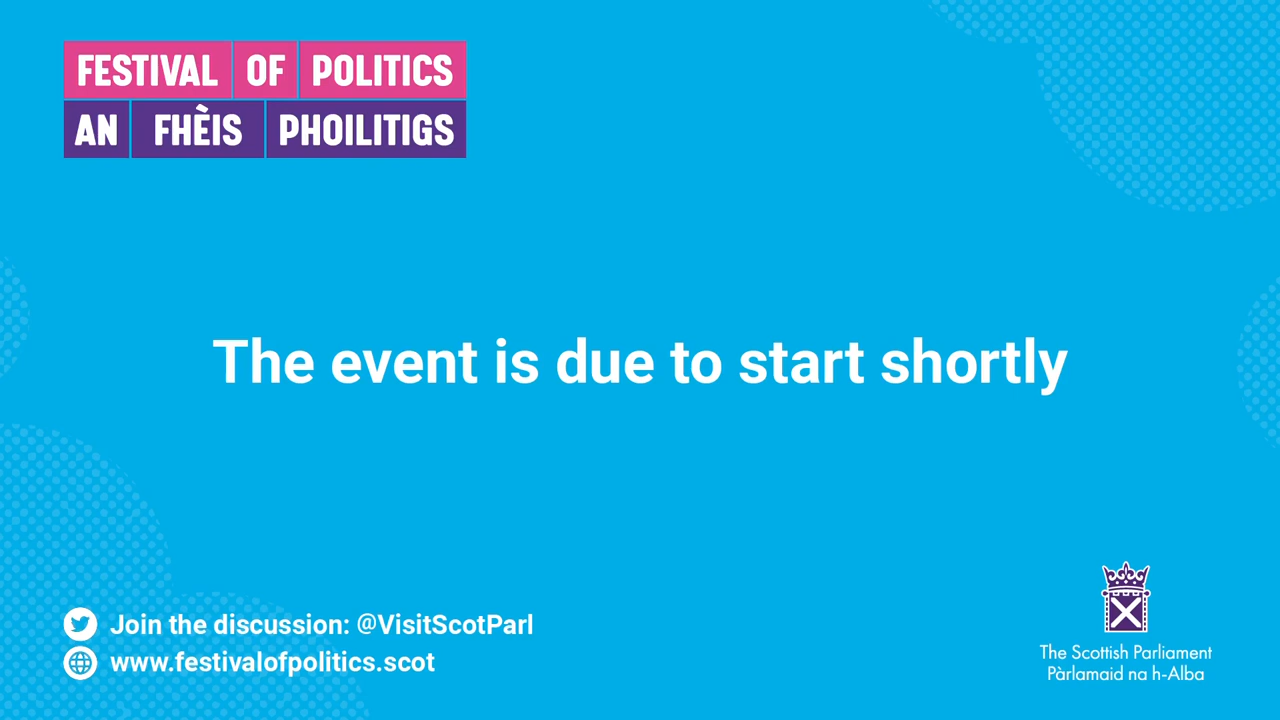 FESTIVAL OF POLITICS
AN FHÈIS PHOILITIGS
The event is due to start shortly
Join the discussion: @VisitScotParl
www.festivalofpolitics.scot
The Scottish Parliament
Pàrlamaid na h-Alba